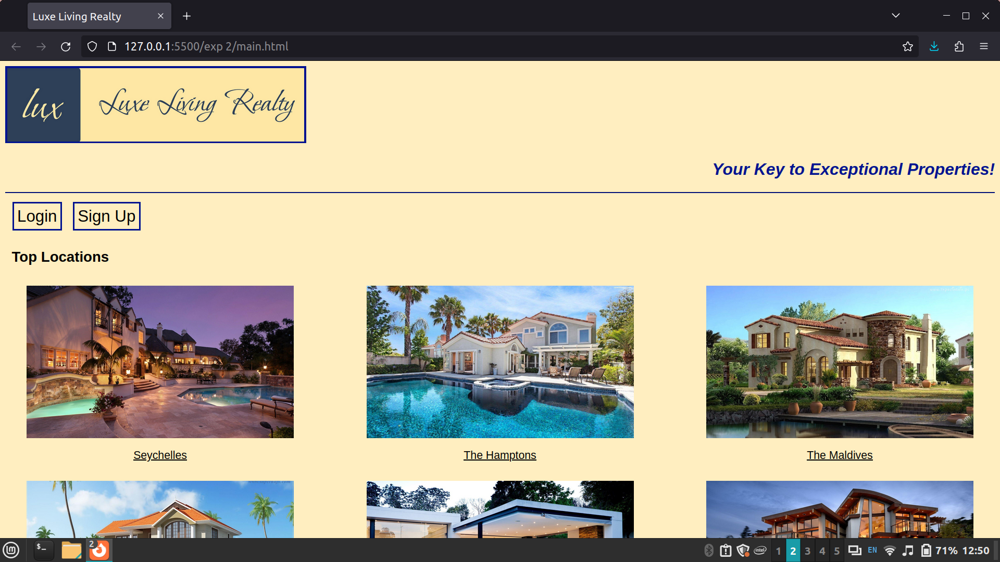 Luxe Living Realty
127.0.0.1:5500/exp 2/main.html
lux
Luxe Living Realty
Your Key to Exceptional Properties!
Login
Sign Up
Top Locations
Seychelles
The Hamptons
The Maldives
2
$_
intel
1 2 3 4 5
EN
71%
12:50